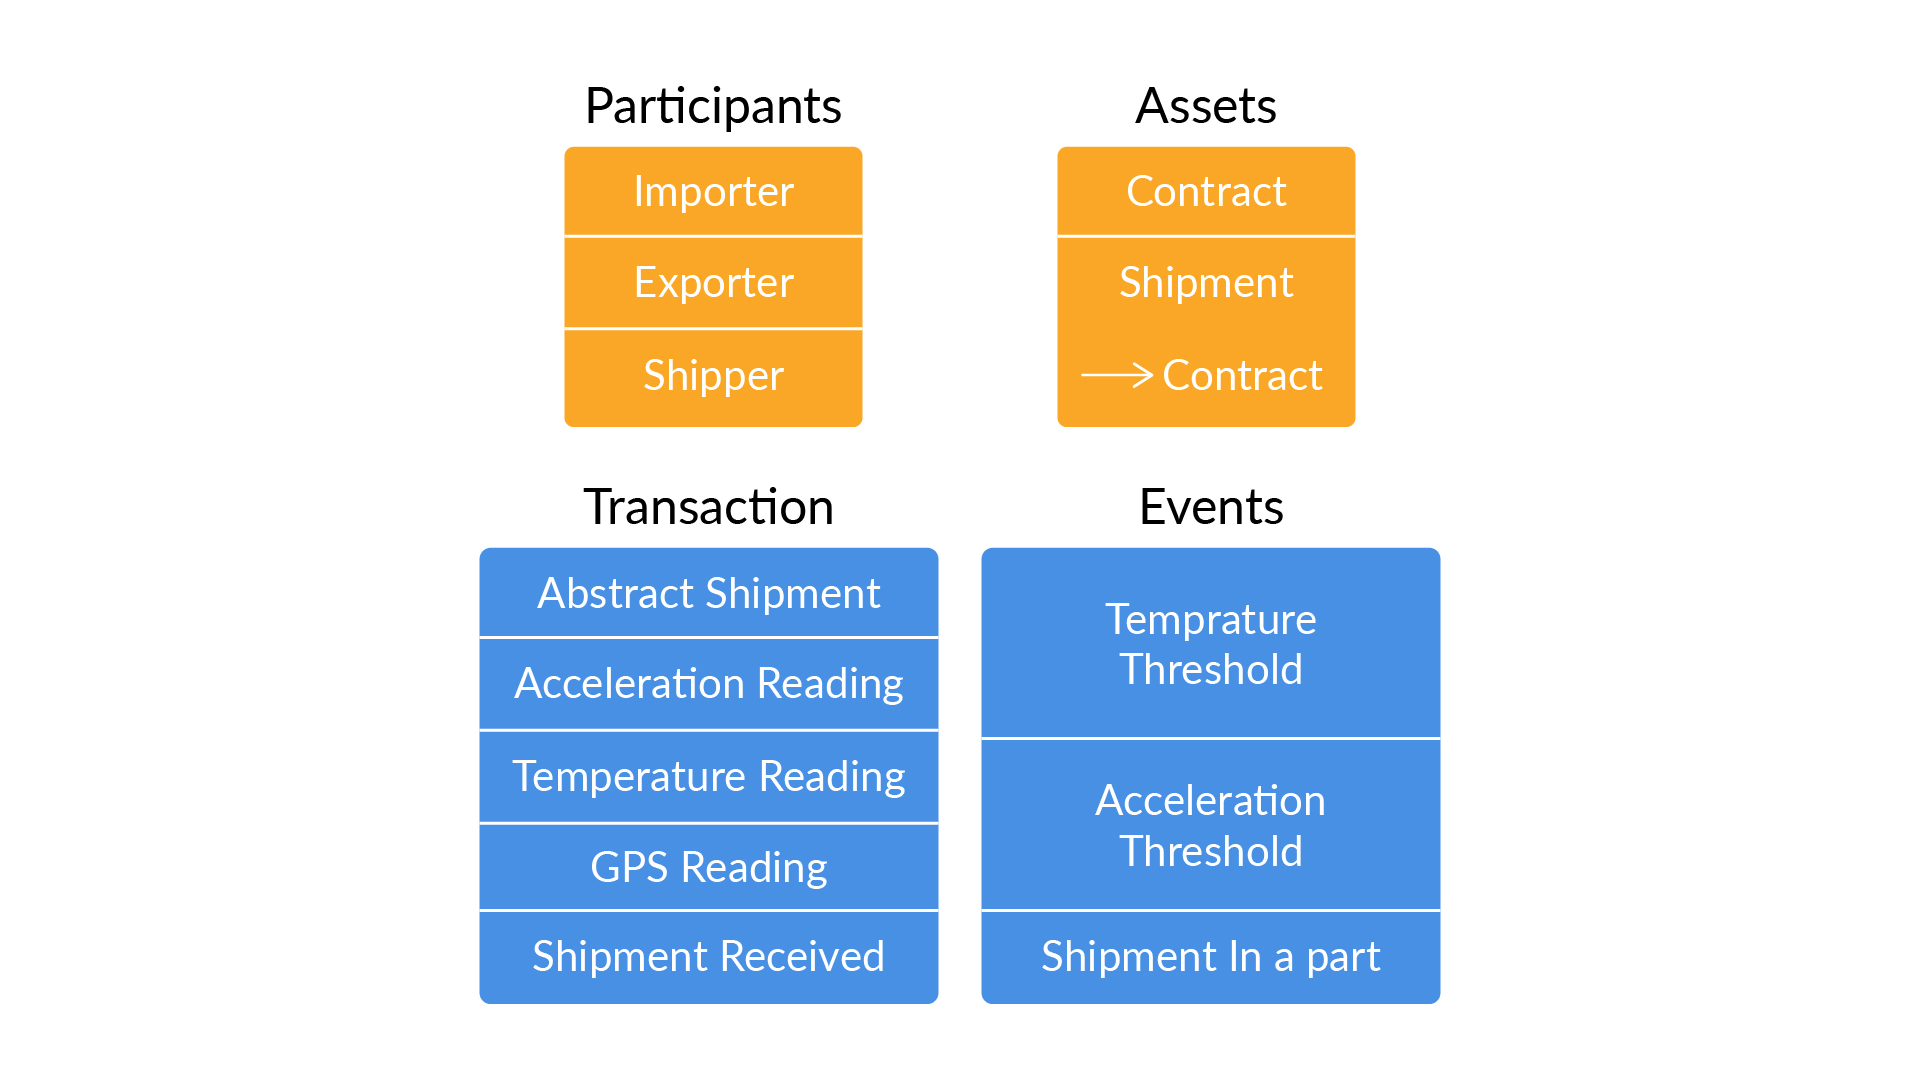 Participants
Importer
Exporter
Shipper
Assets
Contract
Shipment
Contract
Transaction
Abstract Shipment
Acceleration Reading
Temperature Reading
GPS Reading
Shipment Received
Events
Temprature
Threshold
Acceleration
Threshold
Shipment In a part